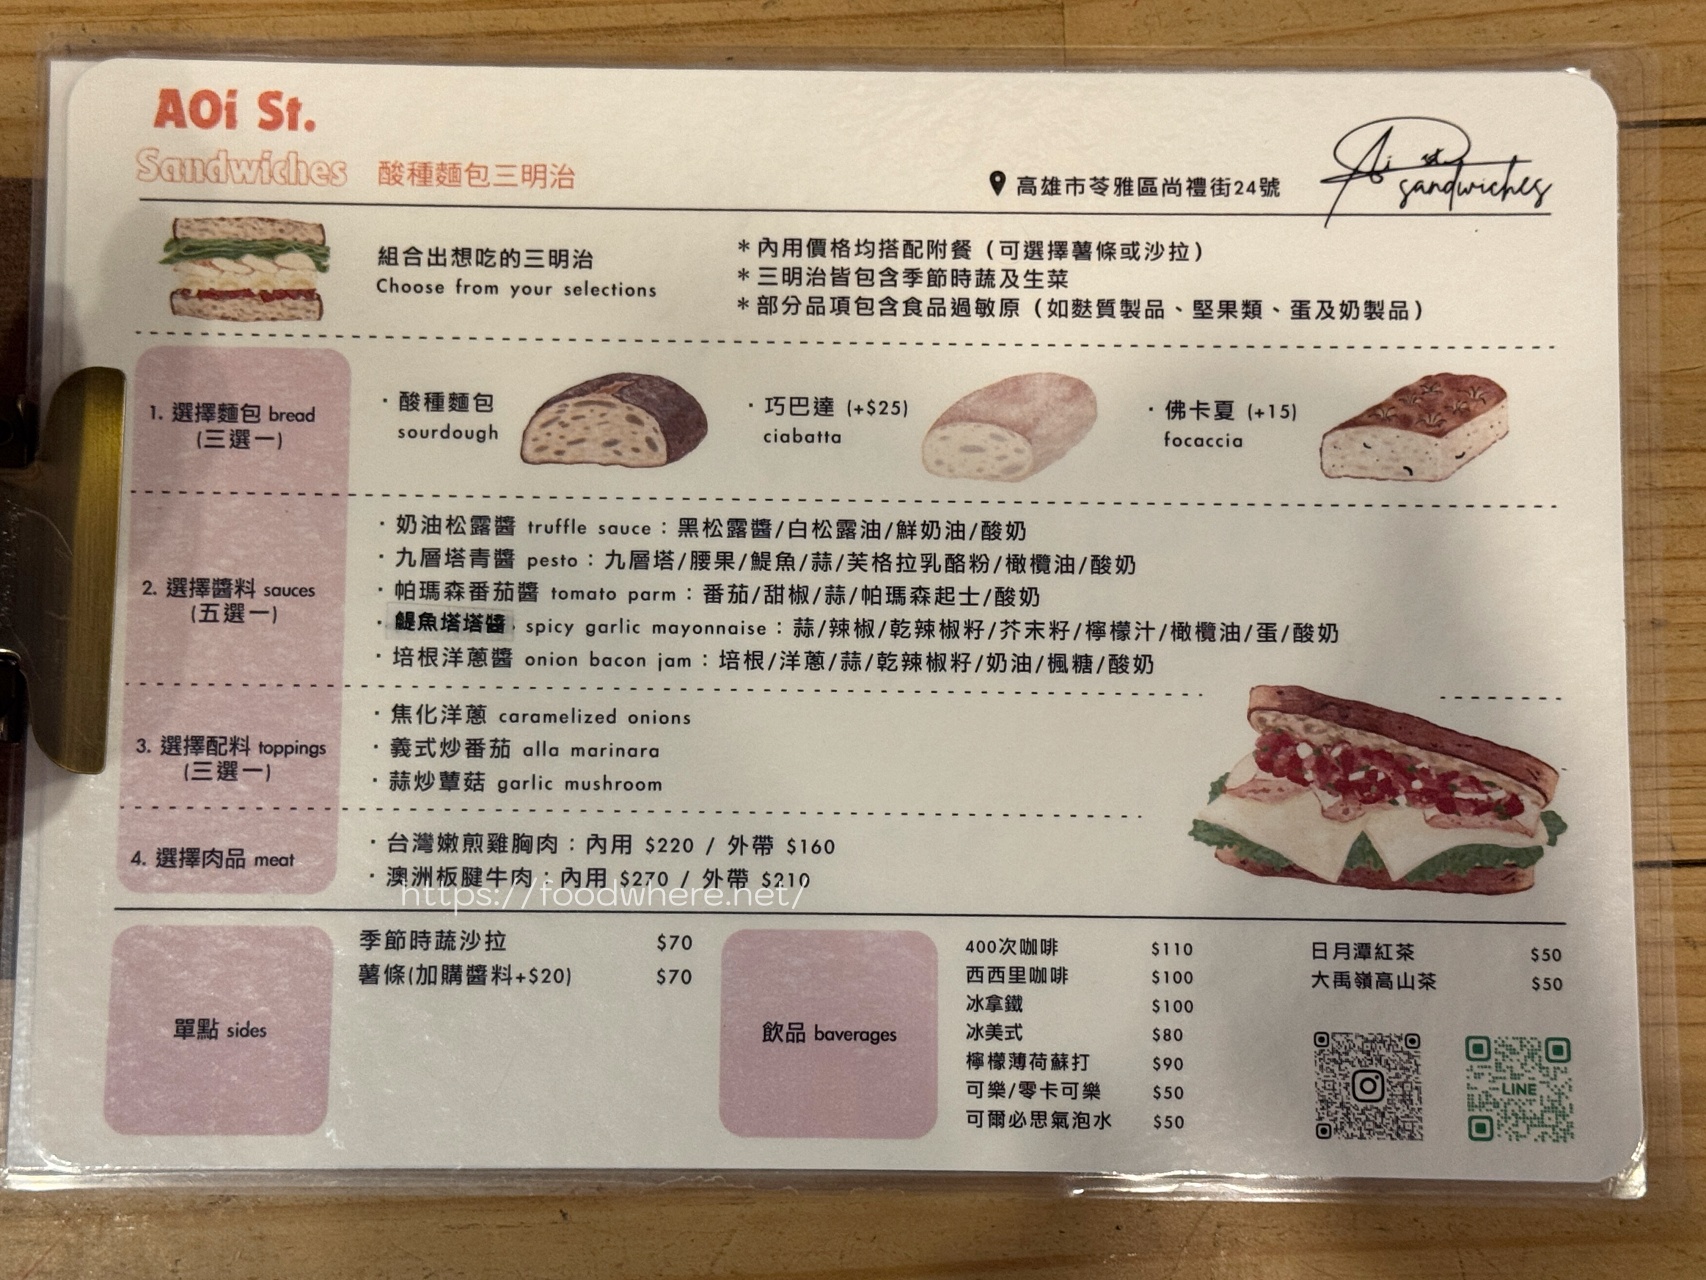 AOi St.
Sandwiches 酸種麵包三明治
高雄市苓雅區尚禮街24號
Ai st. sandwiches
組合出想吃的三明治
Choose from your selections
＊內用價格均搭配附餐（可選擇薯條或沙拉）
＊三明治皆包含季節時蔬及生菜
＊部分品項包含食品過敏原（如麩質製品、堅果類、蛋及奶製品）
1. 選擇麵包 bread
(三選一)
· 酸種麵包
sourdough
· 巧巴達 (+$25)
ciabatta
· 佛卡夏 (+15)
focaccia
2. 選擇醬料 sauces
(五選一)
· 奶油松露醬 truffle sauce：黑松露醬/白松露油/鮮奶油/酸奶
· 九層塔青醬 pesto：九層塔/腰果/鯷魚/蒜/芙格拉乳酪粉/橄欖油/酸奶
· 帕瑪森番茄醬 tomato parm：番茄/甜椒/蒜/帕瑪森起士/酸奶
· 鯷魚塔塔醬 spicy garlic mayonnaise：蒜/辣椒/乾辣椒籽/芥末籽/檸檬汁/橄欖油/蛋/酸奶
· 培根洋蔥醬 onion bacon jam：培根/洋蔥/蒜/乾辣椒籽/奶油/楓糖/酸奶
3. 選擇配料 toppings
(三選一)
· 焦化洋蔥 caramelized onions
· 義式炒番茄 alla marinara
· 蒜炒蕈菇 garlic mushroom
4. 選擇肉品 meat
· 台灣嫩煎雞胸肉：內用 $220 / 外帶 $160
· 澳洲板腱牛肉：內用 $270 / 外帶 $210
https://foodwhere.net/
單點 sides
季節時蔬沙拉 $70
薯條(加購醬料+$20) $70
飲品 baverages
400次咖啡 $110
西西里咖啡 $100
冰拿鐵 $100
冰美式 $80
檸檬薄荷蘇打 $90
可樂/零卡可樂 $50
可爾必思氣泡水 $50
日月潭紅茶 $50
大禹嶺高山茶 $50
LINE